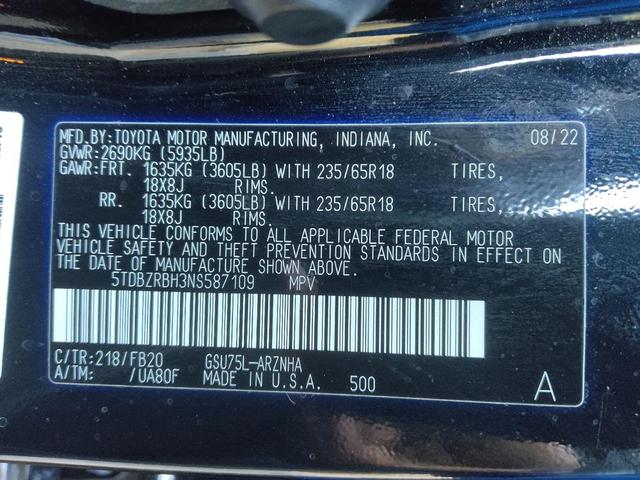 MFD.BY:TOYOTA MOTOR MANUFACTURING, INDIANA, INC. 08/22
GVWR:2690KG (5935LB)
GAWR:FRT. 1635KG (3605LB) WITH 235/65R18 TIRES,
18X8J RIMS.
RR. 1635KG (3605LB) WITH 235/65R18 TIRES,
18X8J RIMS.
THIS VEHICLE CONFORMS TO ALL APPLICABLE FEDERAL MOTOR
VEHICLE SAFETY AND THEFT PREVENTION STANDARDS IN EFFECT ON
THE DATE OF MANUFACTURE SHOWN ABOVE.
5TDBZRBH3NS587109 MPV
C/TR:218/FB20 GSU75L-ARZNHA
A/TM: /UA80F MADE IN U.S.A. 500 A